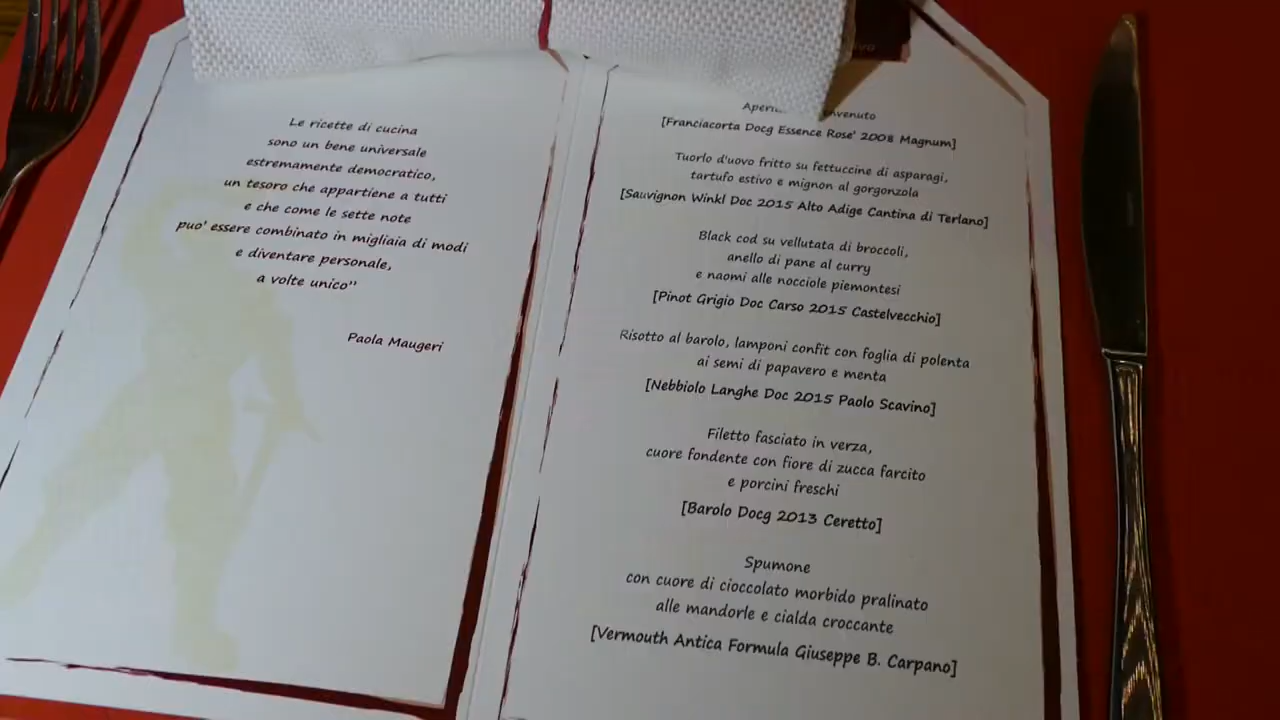 Le ricette di cucina
sono un bene universale
estremamente democratico,
un tesoro che appartiene a tutti
e che come le sette note
puo' essere combinato in migliaia di modi
e diventare personale,
a volte unico"
Paola Maugeri
[Franciacorta Docg Essence Rose' 2008 Magnum]
Tuorlo d'uovo fritto su fettuccine di asparagi,
tartufo estivo e mignon al gorgonzola
[Sauvignon Winkl Doc 2015 Alto Adige Cantina di Terlano]
Black cod su vellutata di broccoli,
anello di pane al curry
e naomi alle nocciole piemontesi
[Pinot Grigio Doc Carso 2015 Castelvecchio]
Risotto al barolo, lamponi confit con foglia di polenta
ai semi di papavero e menta
[Nebbiolo Langhe Doc 2015 Paolo Scavino]
Filetto fasciato in verza,
cuore fondente con fiore di zucca farcito
e porcini freschi
[Barolo Docg 2013 Ceretto]
Spumone
con cuore di cioccolato morbido pralinato
alle mandorle e cialda croccante
[Vermouth Antica Formula Giuseppe B. Carpano]